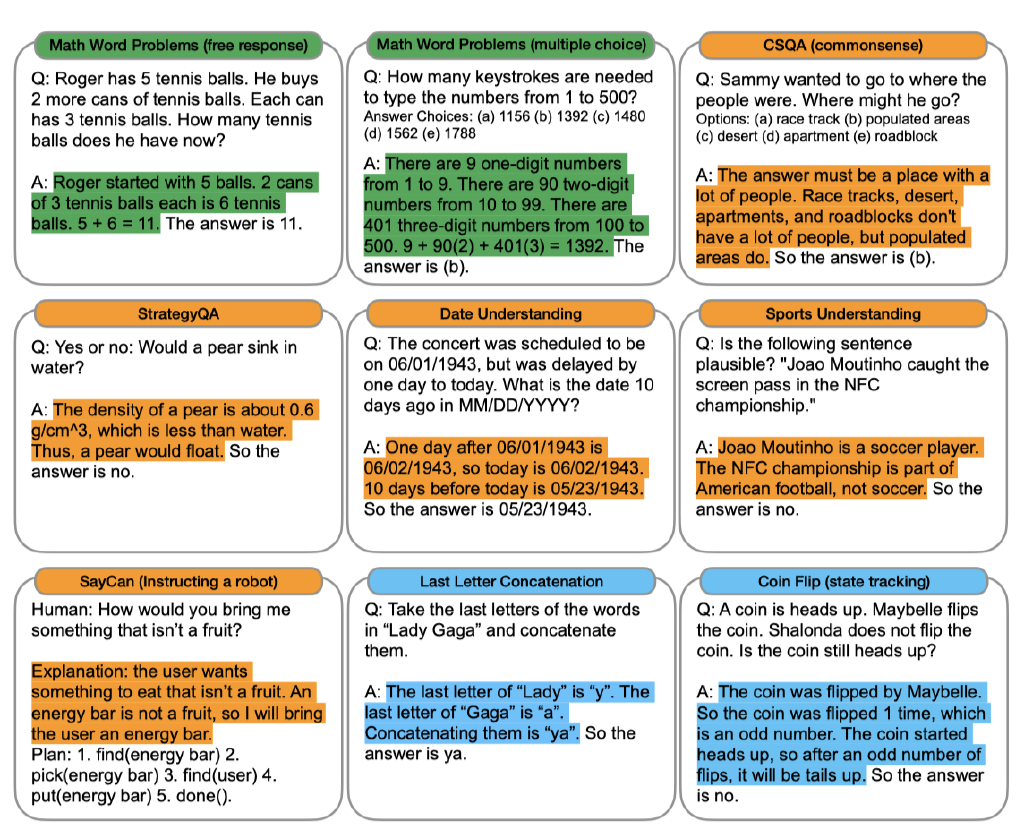 Math Word Problems (free response)
Q: Roger has 5 tennis balls. He buys
2 more cans of tennis balls. Each can
has 3 tennis balls. How many tennis
balls does he have now?
A: Roger started with 5 balls. 2 cans
of 3 tennis balls each is 6 tennis
balls. 5 + 6 = 11. The answer is 11.
Math Word Problems (multiple choice)
Q: How many keystrokes are needed
to type the numbers from 1 to 500?
Answer Choices: (a) 1156 (b) 1392 (c) 1480
(d) 1562 (e) 1788
A: There are 9 one-digit numbers
from 1 to 9. There are 90 two-digit
numbers from 10 to 99. There are
401 three-digit numbers from 100 to
500. 9 + 90(2) + 401(3) = 1392. The
answer is (b).
CSQA (commonsense)
Q: Sammy wanted to go to where the
people were. Where might he go?
Options: (a) race track (b) populated areas
(c) desert (d) apartment (e) roadblock
A: The answer must be a place with a
lot of people. Race tracks, desert,
apartments, and roadblocks don't
have a lot of people, but populated
areas do. So the answer is (b).
StrategyQA
Q: Yes or no: Would a pear sink in
water?
A: The density of a pear is about 0.6
g/cm^3, which is less than water.
Thus, a pear would float. So the
answer is no.
Date Understanding
Q: The concert was scheduled to be
on 06/01/1943, but was delayed by
one day to today. What is the date 10
days ago in MM/DD/YYYY?
A: One day after 06/01/1943 is
06/02/1943, so today is 06/02/1943.
10 days before today is 05/23/1943.
So the answer is 05/23/1943.
Sports Understanding
Q: Is the following sentence
plausible? "Joao Moutinho caught the
screen pass in the NFC
championship."
A: Joao Moutinho is a soccer player.
The NFC championship is part of
American football, not soccer. So the
answer is no.
SayCan (Instructing a robot)
Human: How would you bring me
something that isn’t a fruit?
Explanation: the user wants
something to eat that isn’t a fruit. An
energy bar is not a fruit, so I will bring
the user an energy bar.
Plan: 1. find(energy bar) 2.
pick(energy bar) 3. find(user) 4.
put(energy bar) 5. done().
Last Letter Concatenation
Q: Take the last letters of the words
in “Lady Gaga” and concatenate
them.
A: The last letter of “Lady” is “y”. The
last letter of “Gaga” is “a”.
Concatenating them is “ya”. So the
answer is ya.
Coin Flip (state tracking)
Q: A coin is heads up. Maybelle flips
the coin. Shalonda does not flip the
coin. Is the coin still heads up?
A: The coin was flipped by Maybelle.
So the coin was flipped 1 time, which
is an odd number. The coin started
heads up, so after an odd number of
flips, it will be tails up. So the answer
is no.